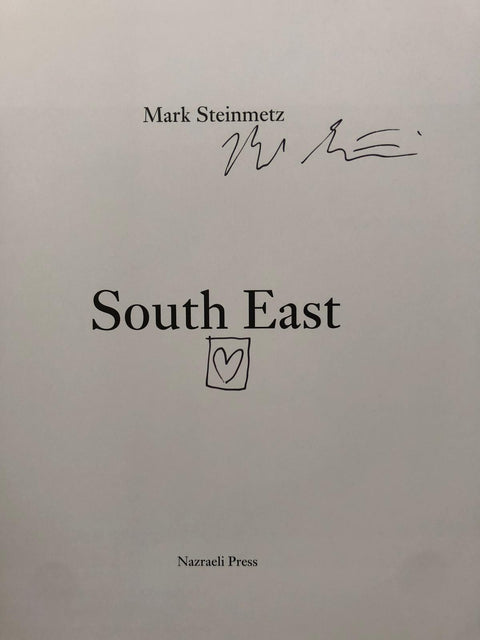 Mark Steinmetz
South East
Nazraeli Press